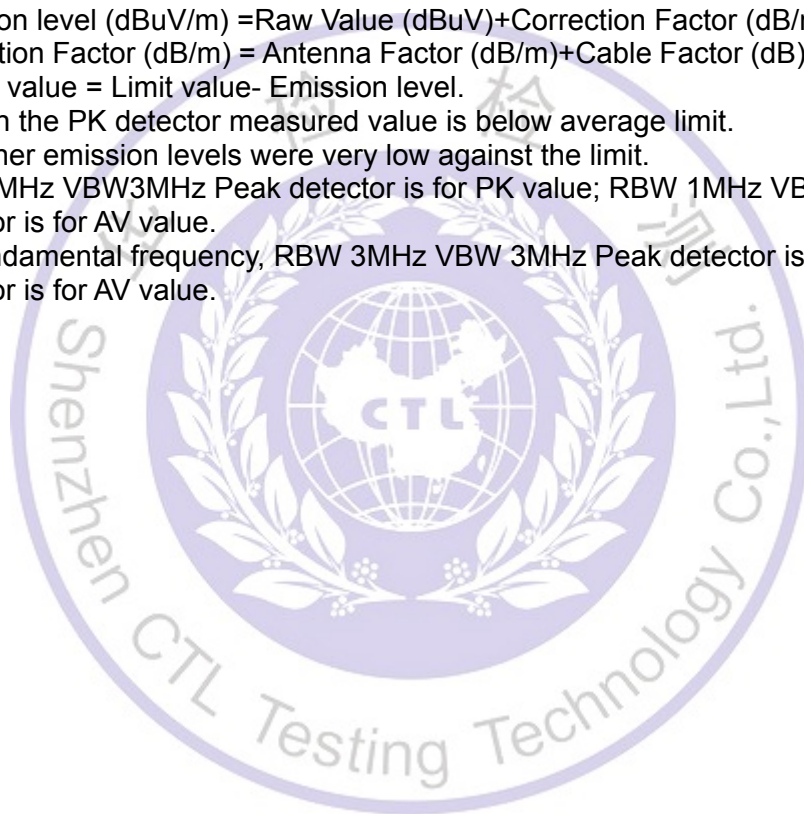 on level (dBuV/m) =Raw Value (dBuV)+Correction Factor (dB/m
tion Factor (dB/m) = Antenna Factor (dB/m)+Cable Factor (dB)
value = Limit value- Emission level.
n the PK detector measured value is below average limit.
her emission levels were very low against the limit.
MHz VBW3MHz Peak detector is for PK value; RBW 1MHz VB
or is for AV value.
ndamental frequency, RBW 3MHz VBW 3MHz Peak detector is
or is for AV value.
检 检 测
Shenzhen CTL Testing Technology Co.,Ltd.
CTL